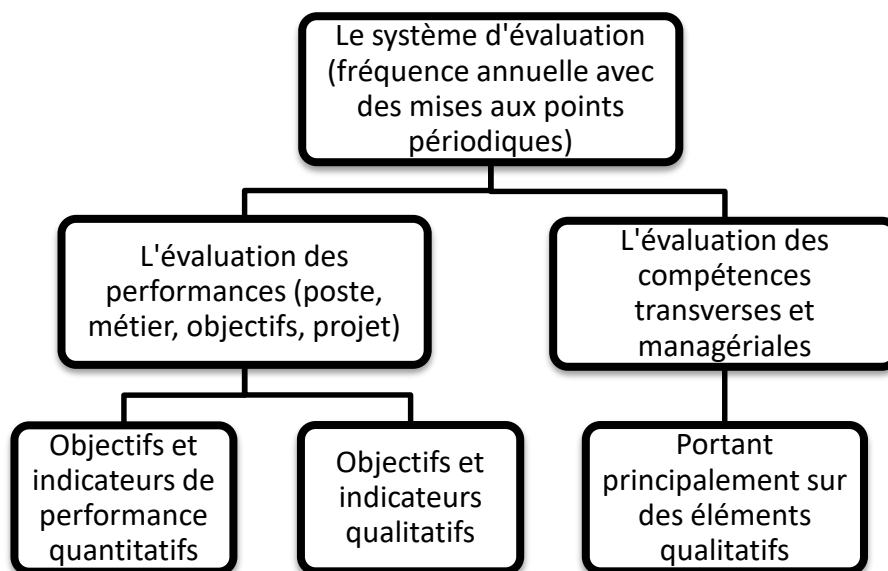 Le système d'évaluation
(fréquence annuelle avec
des mises aux points
périodiques)
L'évaluation des
performances (poste,
métier, objectifs, projet)
L'évaluation des
compétences
transverses et
managériales
Objectifs et
indicateurs de
performance
quantitatifs
Objectifs et
indicateurs
qualitatifs
Portant
principalement sur
des éléments
qualitatifs